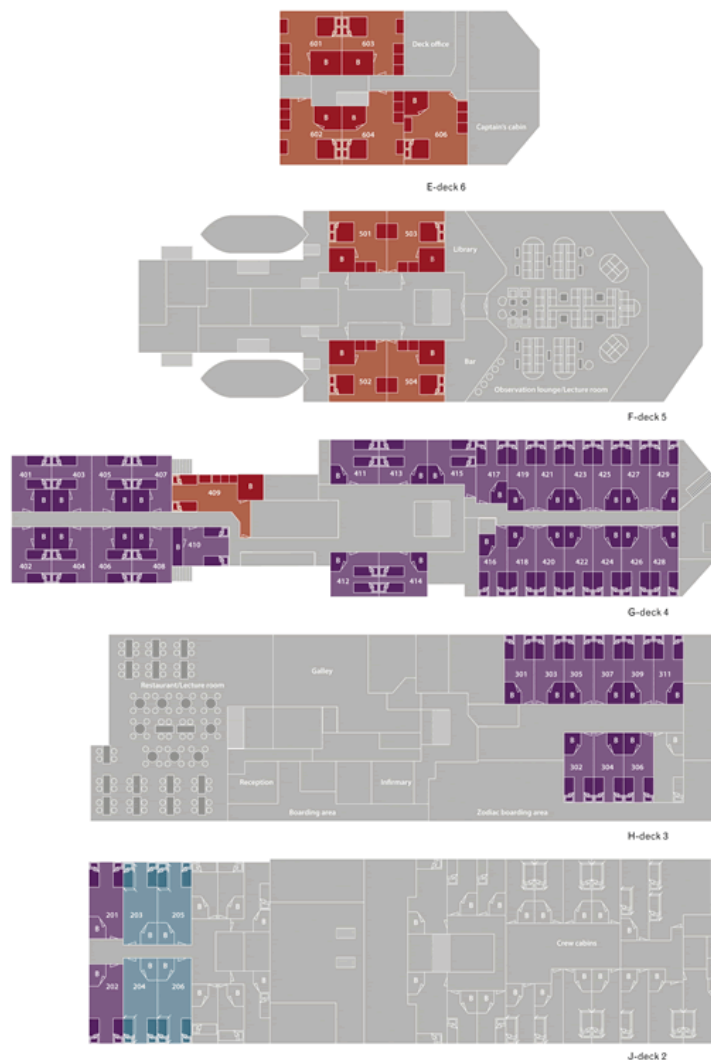 601 603 Deck office
B B
B B B
602 604 606 Captain's cabin
E-deck 6
501 503 Library
B B
B B
502 504 Bar Observation lounge/Lecture room
F-deck 5
401 403 405 407 411 413 415 417 419 421 423 425 427 429
B B B B B B B B B B B B B B B
409
410
B
B B B B B B B B B B B B B
402 404 406 408 412 414 416 418 420 422 424 426 428
G-deck 4
Restaurant/Lecture room Galley 301 303 305 307 309 311
B B B B B B
B B B B
302 304 306
Reception Infirmary
Boarding area Zodiac boarding area
H-deck 3
201 203 205
B B B B B B B B B B
Crew cabins
B B B B B B B B
202 204 206
J-deck 2